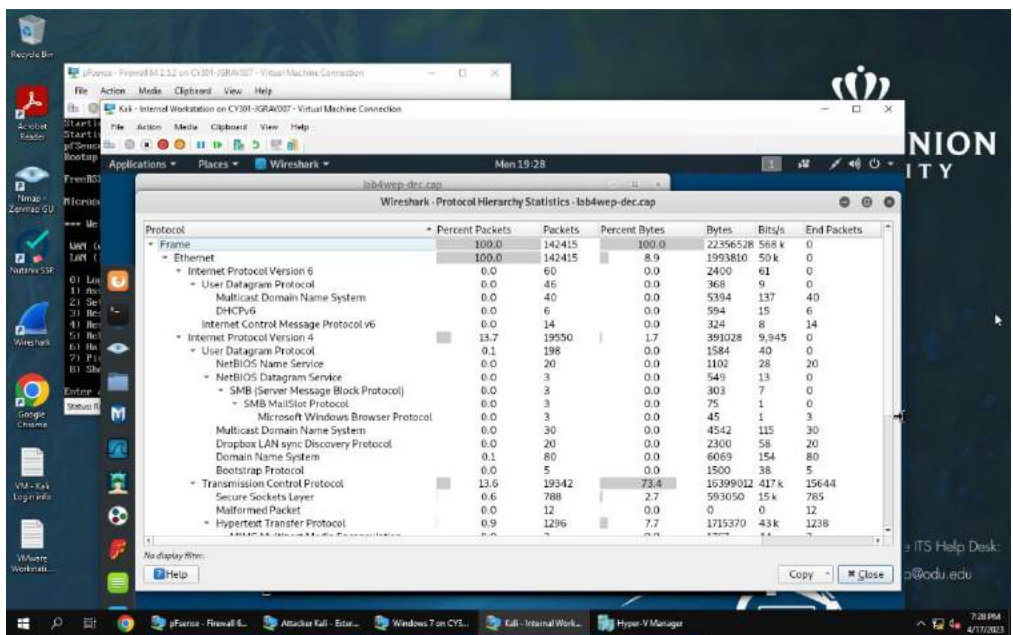 Recycle Bin
Acrobat
Reader
Nmap -
Zenmap GUI
Nutanix SSR
Wireshark
Google
Chrome
VM - Kali
Login info
VMware
Workstati...
pfSense - Firewall 64 2.5.2 on CY301-JGRAV007 - Virtual Machine Connection
File Action Media Clipboard View Help
Kali - Internal Workstation on CY301-JGRAV007 - Virtual Machine Connection
File Action Media Clipboard View Help
Applications Places Wireshark Mon 19:28 1
lab4wep-dec.cap
Wireshark · Protocol Hierarchy Statistics · lab4wep-dec.cap
Protocol Percent Packets Packets Percent Bytes Bytes Bits/s End Packets
Frame 100.0 142415 100.0 22356528 568 k 0
Ethernet 100.0 142415 8.9 1993810 50 k 0
Internet Protocol Version 6 0.0 60 0.0 2400 61 0
User Datagram Protocol 0.0 46 0.0 368 9 0
Multicast Domain Name System 0.0 40 0.0 5394 137 40
DHCPv6 0.0 6 0.0 594 15 6
Internet Control Message Protocol v6 0.0 14 0.0 324 8 14
Internet Protocol Version 4 13.7 19550 1.7 391028 9,945 0
User Datagram Protocol 0.1 198 0.0 1584 40 0
NetBIOS Name Service 0.0 20 0.0 1102 28 20
NetBIOS Datagram Service 0.0 3 0.0 549 13 0
SMB (Server Message Block Protocol) 0.0 3 0.0 303 7 0
SMB MailSlot Protocol 0.0 3 0.0 75 1 0
Microsoft Windows Browser Protocol 0.0 3 0.0 45 1 3
Multicast Domain Name System 0.0 30 0.0 4542 115 30
Dropbox LAN sync Discovery Protocol 0.0 20 0.0 2300 58 20
Domain Name System 0.1 80 0.0 6069 154 80
Bootstrap Protocol 0.0 5 0.0 1500 38 5
Transmission Control Protocol 13.6 19342 73.4 16399012 417 k 15644
Secure Sockets Layer 0.6 788 2.7 593050 15 k 785
Malformed Packet 0.0 12 0.0 0 0 12
Hypertext Transfer Protocol 0.9 1296 7.7 1715370 43 k 1238
No display filter.
Help Copy Close
NION
ITY
ITS Help Desk:
@odu.edu
pfSense - Firewall 6... Attacker Kali - Exter... Windows 7 on CY3... Kali - Internal Work... Hyper-V Manager
7:28 PM
4/17/2023